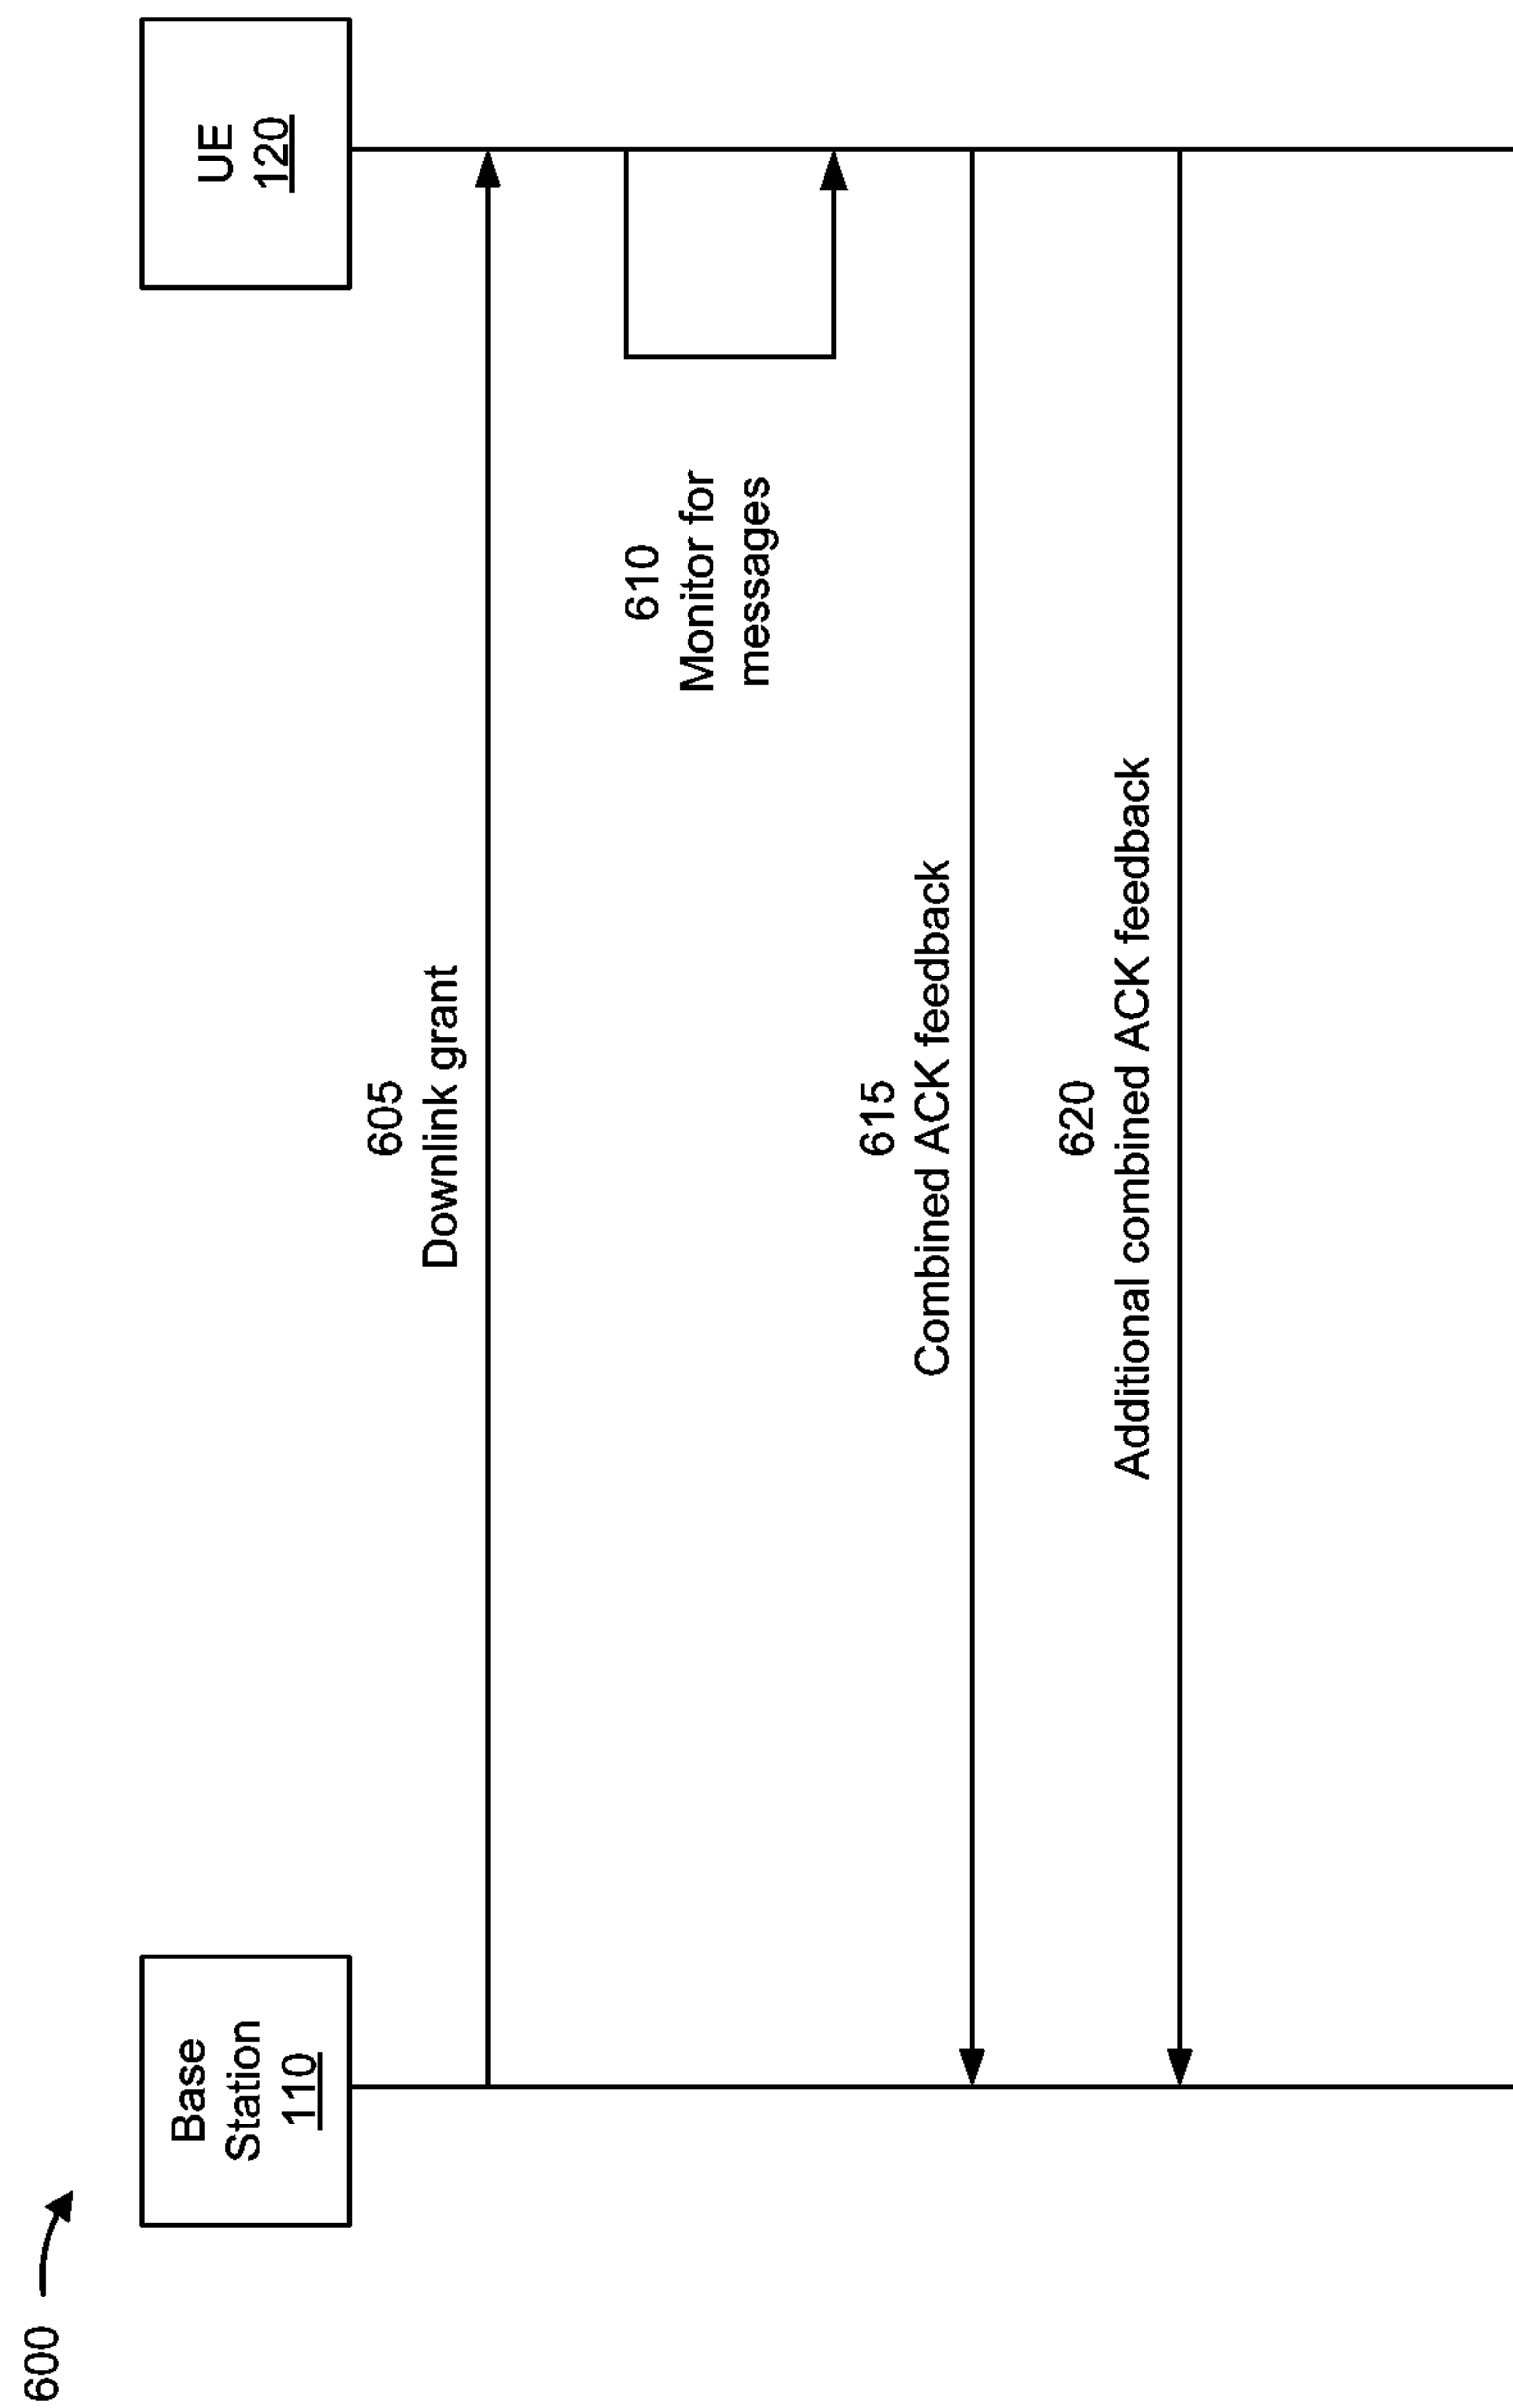 600
Base
Station
110
UE
120
605
Downlink grant
610
Monitor for
messages
615
Combined ACK feedback
620
Additional combined ACK feedback